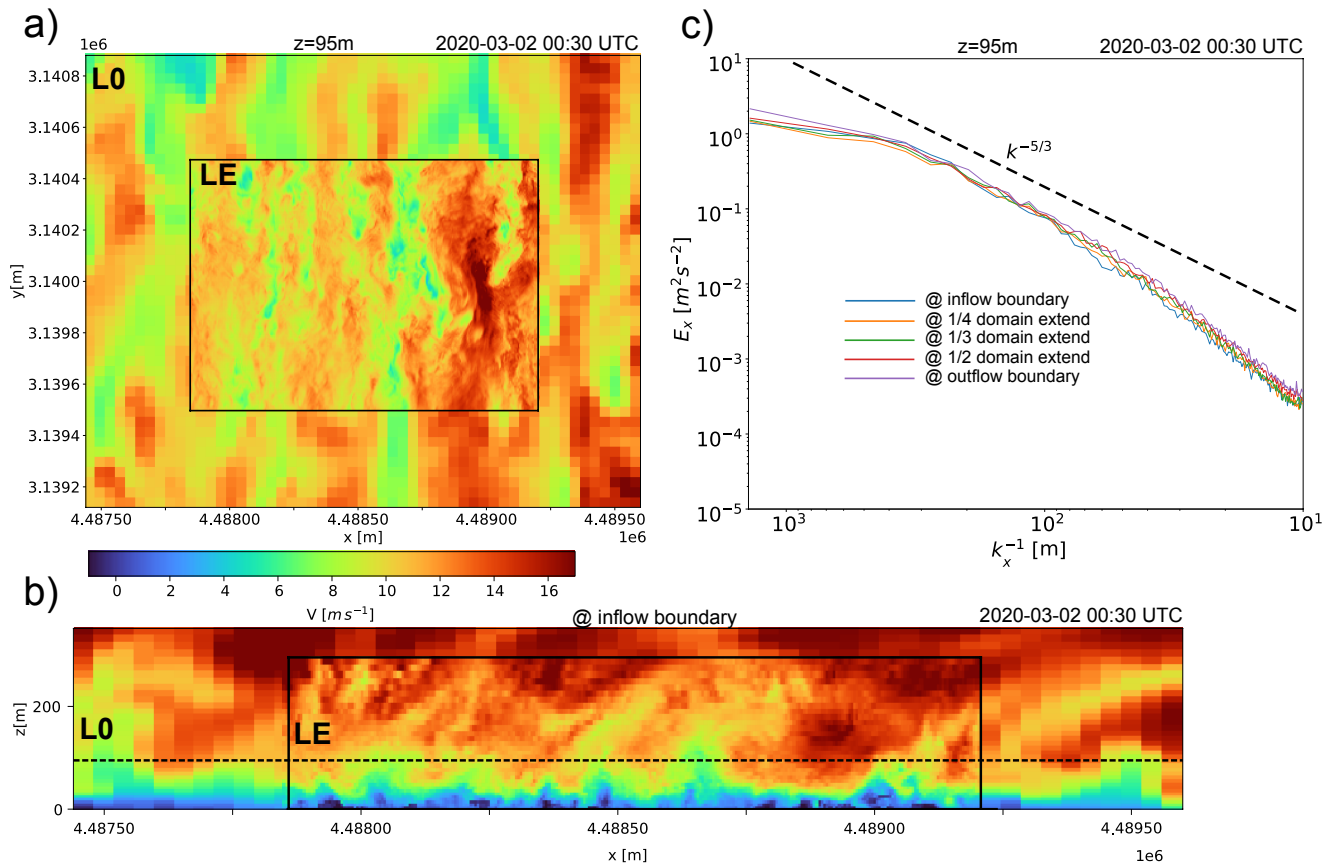 a)
1e6
z=95m
2020-03-02 00:30 UTC
L0
LE
3.1408
3.1406
3.1404
3.1402
3.1400
3.1398
3.1396
3.1394
3.1392
y[m]
4.48750
4.48800
4.48850
4.48900
4.48950
x [m]
1e6
0
2
4
6
8
10
12
14
16
V [m s⁻¹]
c)
z=95m
2020-03-02 00:30 UTC
10¹
10⁰
10⁻¹
10⁻²
10⁻³
10⁻⁴
10⁻⁵
Eₓ [m²s⁻²]
k⁻⁵/³
@ inflow boundary
@ 1/4 domain extend
@ 1/3 domain extend
@ 1/2 domain extend
@ outflow boundary
10³
10²
10¹
kₓ⁻¹ [m]
b)
@ inflow boundary
2020-03-02 00:30 UTC
L0
LE
200
0
z[m]
4.48750
4.48800
4.48850
4.48900
4.48950
x [m]
1e6